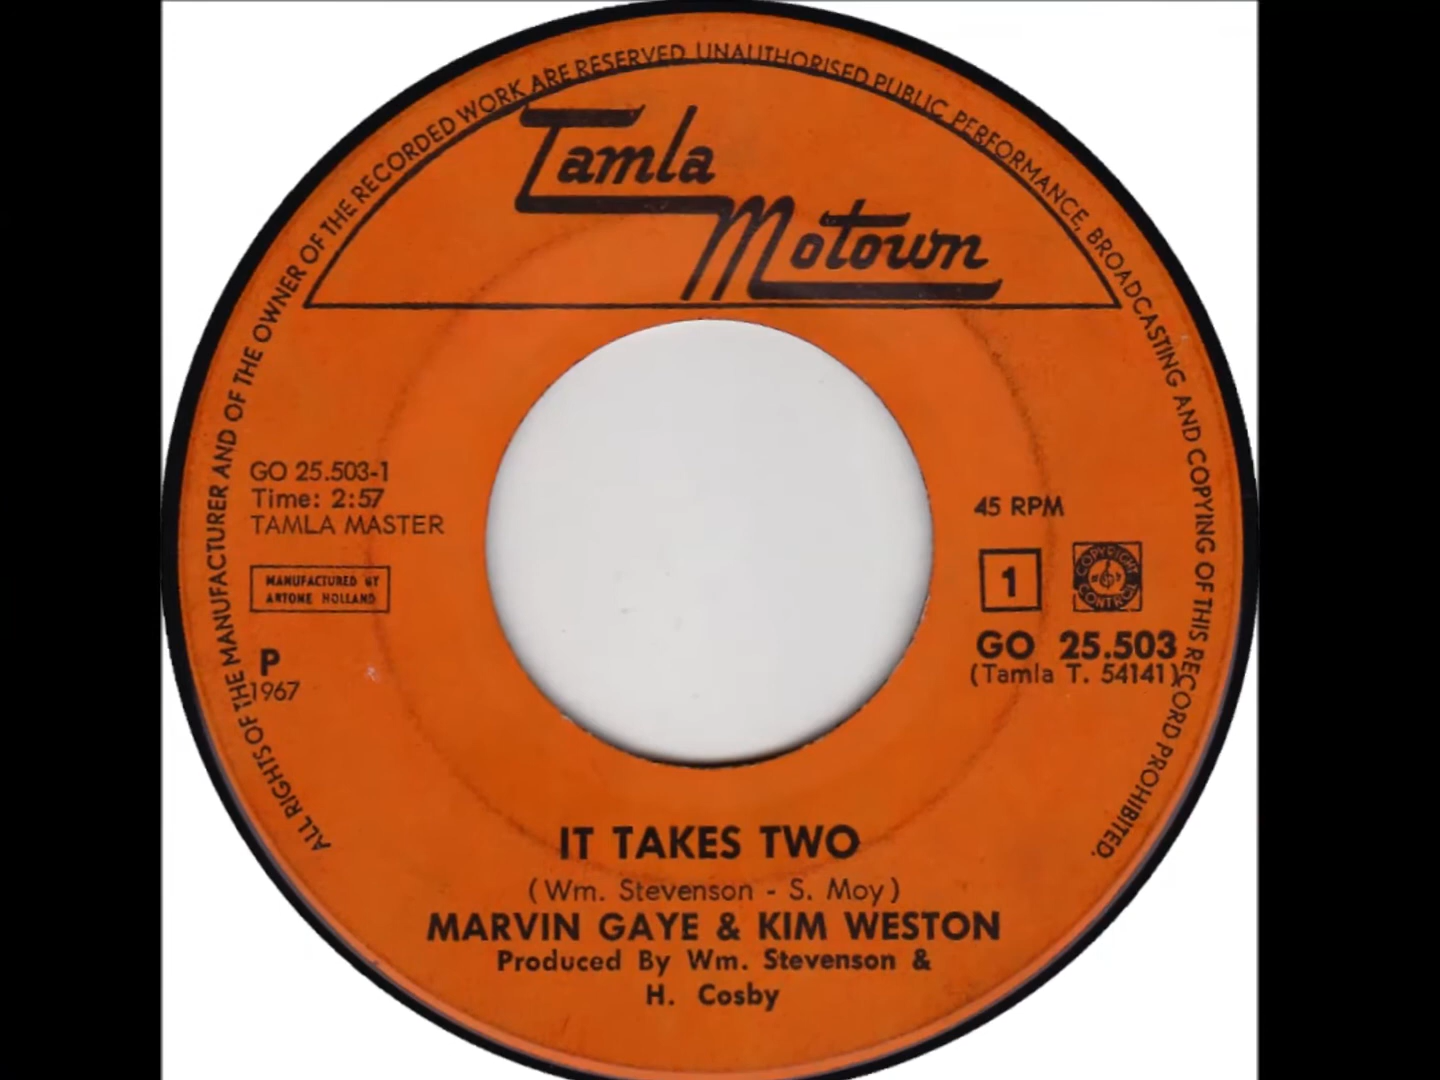 ALL RIGHTS OF THE MANUFACTURER AND OF THE OWNER OF THE RECORDED WORK ARE RESERVED UNAUTHORISED PUBLIC PERFORMANCE, BROADCASTING AND COPYING OF THIS RECORD PROHIBITED.
Tamla
Motown
GO 25.503-1
Time: 2:57
TAMLA MASTER
MANUFACTURED BY
ARTONE HOLLAND
P
1967
45 RPM
1
COPYRIGHT
CONTROL
GO 25.503
(Tamla T. 54141)
IT TAKES TWO
(Wm. Stevenson - S. Moy)
MARVIN GAYE & KIM WESTON
Produced By Wm. Stevenson &
H. Cosby